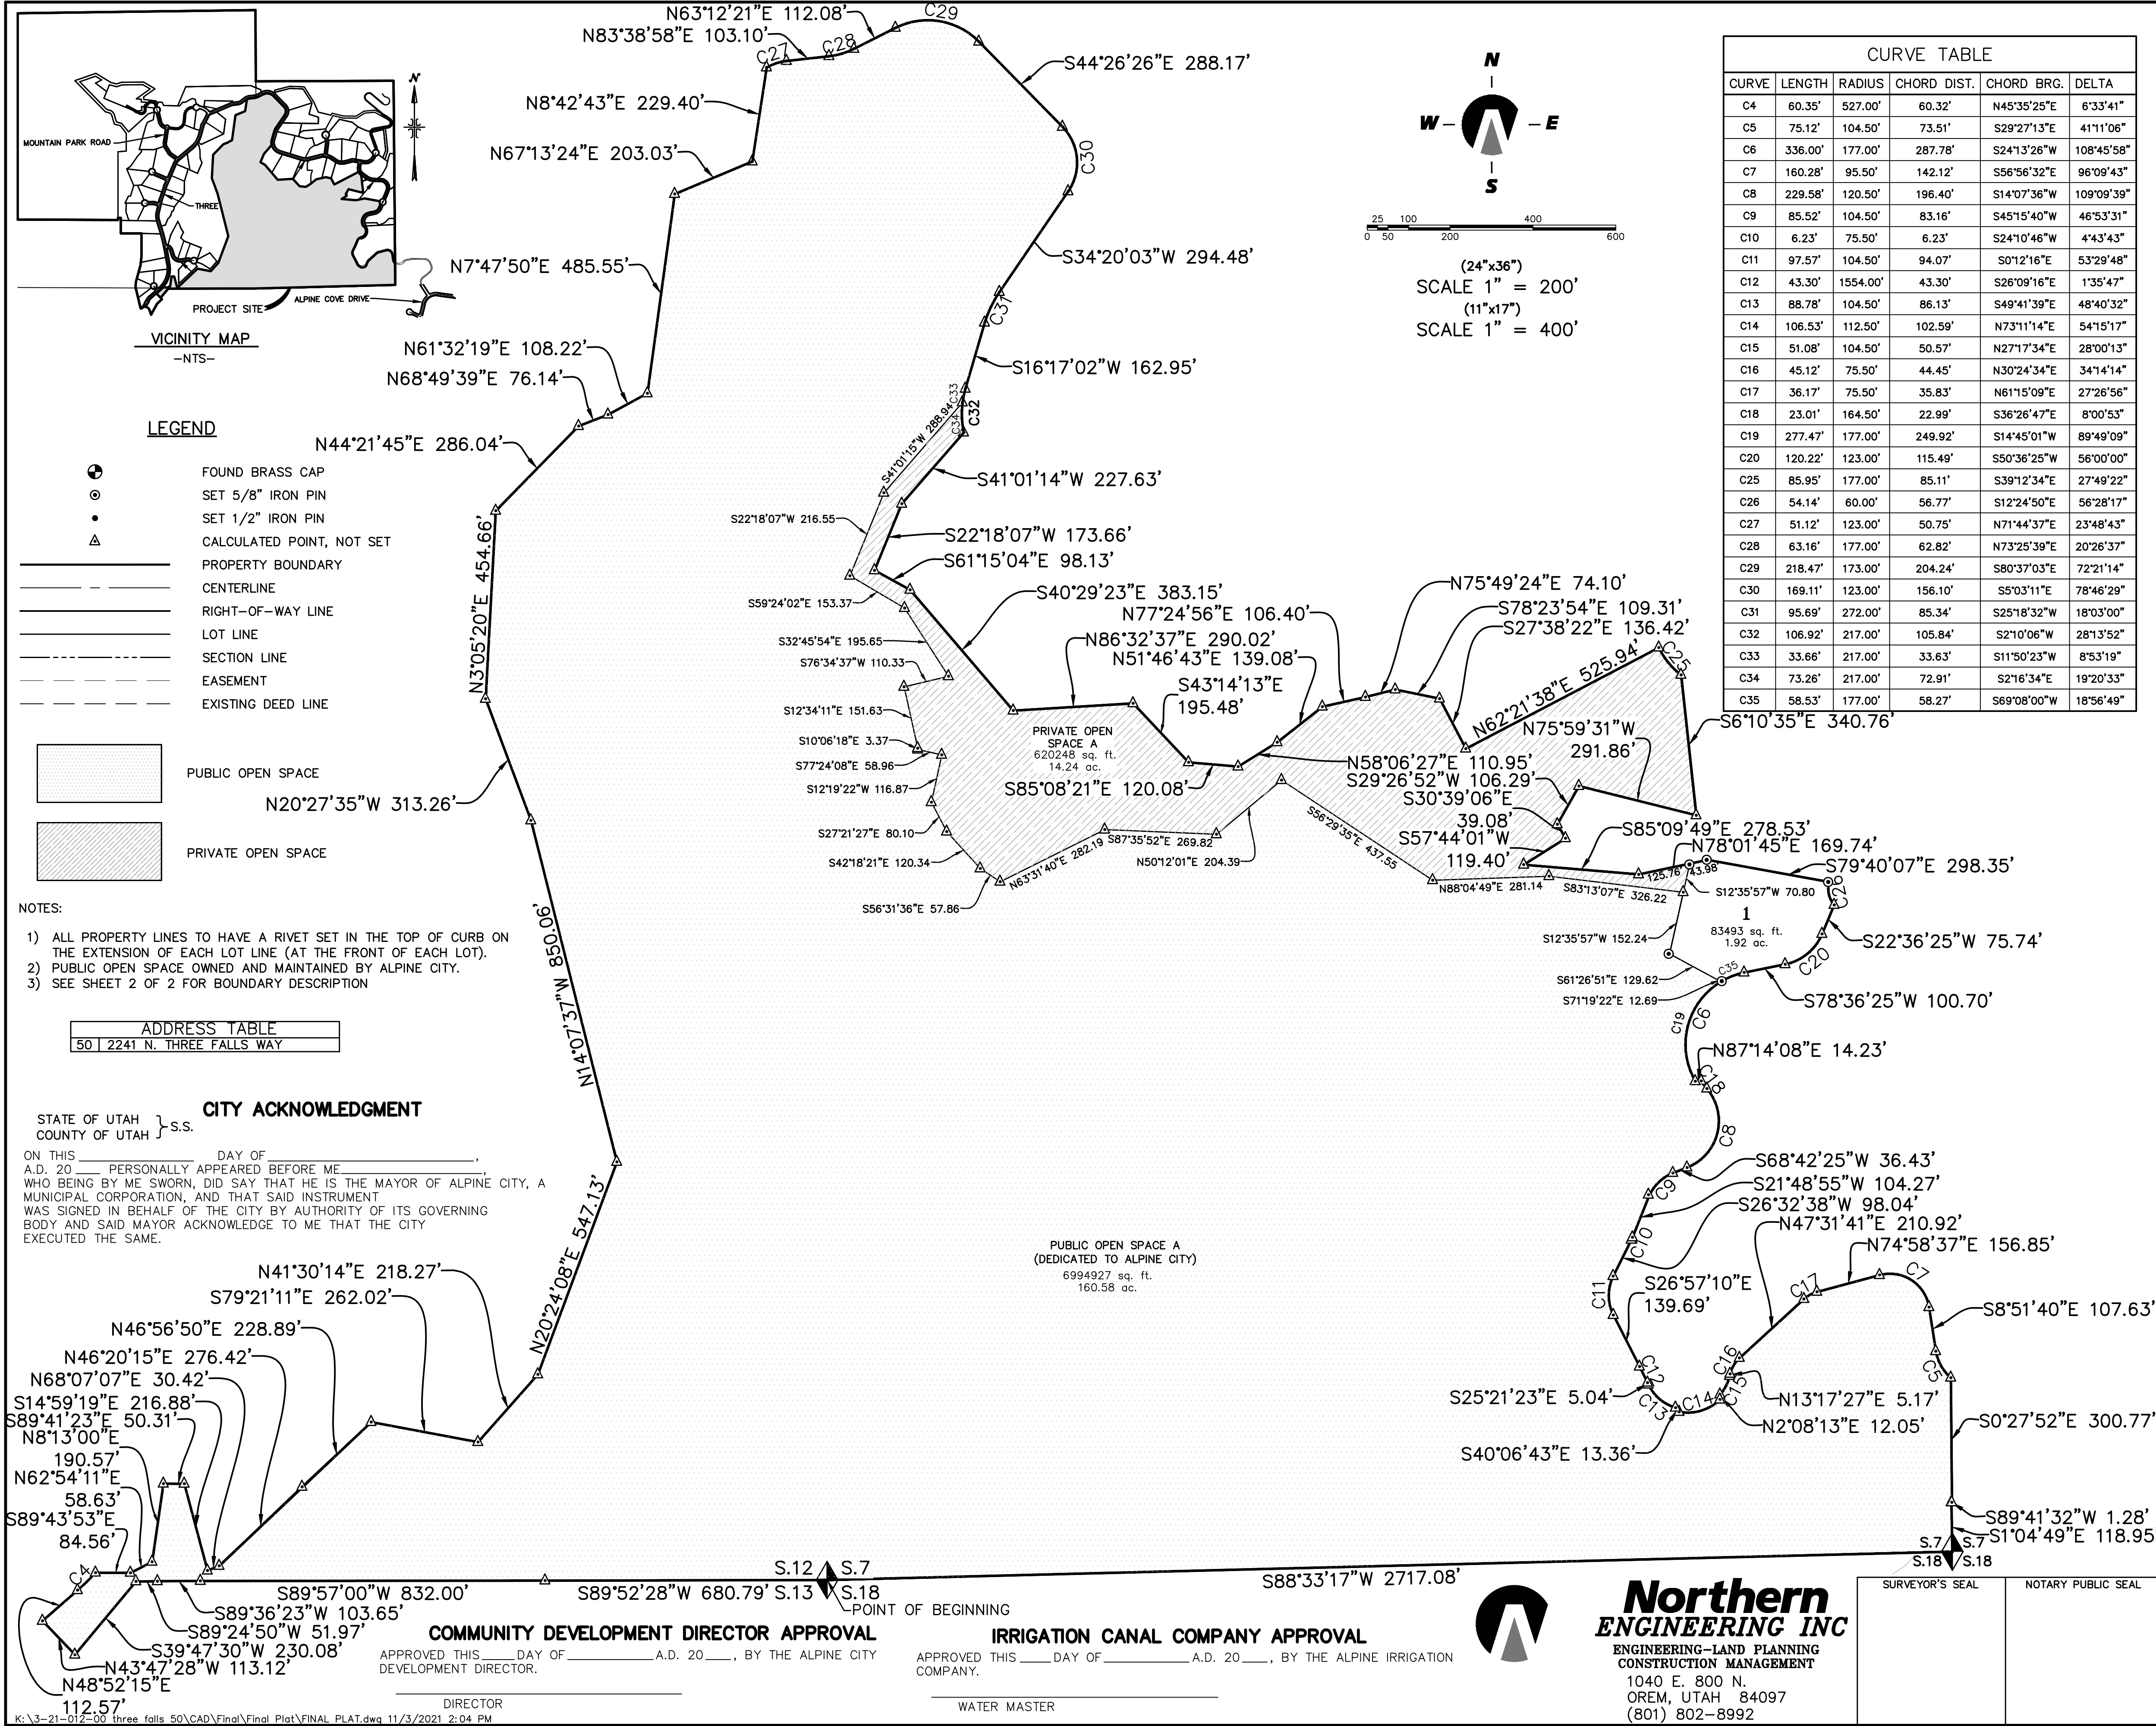 MOUNTAIN PARK ROAD
THREE
PROJECT SITE
ALPINE COVE DRIVE
N
VICINITY MAP
-NTS-
LEGEND
FOUND BRASS CAP
SET 5/8" IRON PIN
SET 1/2" IRON PIN
CALCULATED POINT, NOT SET
PROPERTY BOUNDARY
CENTERLINE
RIGHT-OF-WAY LINE
LOT LINE
SECTION LINE
EASEMENT
EXISTING DEED LINE
PUBLIC OPEN SPACE
PRIVATE OPEN SPACE
NOTES:
1) ALL PROPERTY LINES TO HAVE A RIVET SET IN THE TOP OF CURB ON
THE EXTENSION OF EACH LOT LINE (AT THE FRONT OF EACH LOT).
2) PUBLIC OPEN SPACE OWNED AND MAINTAINED BY ALPINE CITY.
3) SEE SHEET 2 OF 2 FOR BOUNDARY DESCRIPTION
ADDRESS TABLE
50 2241 N. THREE FALLS WAY
CITY ACKNOWLEDGMENT
STATE OF UTAH
COUNTY OF UTAH } S.S.
ON THIS ____ DAY OF ____,
A.D. 20 ___ PERSONALLY APPEARED BEFORE ME____,
WHO BEING BY ME SWORN, DID SAY THAT HE IS THE MAYOR OF ALPINE CITY, A
MUNICIPAL CORPORATION, AND THAT SAID INSTRUMENT
WAS SIGNED IN BEHALF OF THE CITY BY AUTHORITY OF ITS GOVERNING
BODY AND SAID MAYOR ACKNOWLEDGE TO ME THAT THE CITY
EXECUTED THE SAME.
N63°12'21"E 112.08'
N83°38'58"E 103.10'
C27
C28
C29
N8°42'43"E 229.40'
N67°13'24"E 203.03'
N7°47'50"E 485.55'
N61°32'19"E 108.22'
N68°49'39"E 76.14'
N44°21'45"E 286.04'
N3°05'20"E 454.66'
N20°27'35"W 313.26'
N14°07'37"W 850.06'
N20°24'08"E 547.13'
N41°30'14"E 218.27'
S79°21'11"E 262.02'
N46°56'50"E 228.89'
N46°20'15"E 276.42'
N68°07'07"E 30.42'
S14°59'19"E 216.88'
S89°41'23"E 50.31'
N8°13'00"E
190.57'
N62°54'11"E
58.63'
S89°43'53"E
84.56'
C4
N48°52'15"E
112.57'
N43°47'28"W 113.12'
S39°47'30"W 230.08'
S89°24'50"W 51.97'
S89°36'23"W 103.65'
S89°57'00"W 832.00'
S89°52'28"W 680.79'
S.12 S.7
S.13 S.18
POINT OF BEGINNING
S88°33'17"W 2717.08'
S44°26'26"E 288.17'
C30
S34°20'03"W 294.48'
C31
S16°17'02"W 162.95'
C33
C32
C34
S41°01'15"W 288.94
S41°01'14"W 227.63'
S22°18'07"W 216.55
S22°18'07"W 173.66'
S61°15'04"E 98.13'
S59°24'02"E 153.37
S40°29'23"E 383.15'
S32°45'54"E 195.65
S76°34'37"W 110.33
S12°34'11"E 151.63
S10°06'18"E 3.37
S77°24'08"E 58.96
S12°19'22"W 116.87
S27°21'27"E 80.10
S42°18'21"E 120.34
S56°31'36"E 57.86
N63°31'40"E 282.19
S87°35'52"E 269.82
N50°12'01"E 204.39
S56°29'35"E 437.55
N88°04'49"E 281.14
S83°13'07"E 326.22
N86°32'37"E 290.02'
S43°14'13"E
195.48'
PRIVATE OPEN
SPACE A
620248 sq. ft.
14.24 ac.
S85°08'21"E 120.08'
N58°06'27"E 110.95'
N51°46'43"E 139.08'
N77°24'56"E 106.40'
N75°49'24"E 74.10'
S78°23'54"E 109.31'
S27°38'22"E 136.42'
N62°21'38"E 525.94'
C25
S6°10'35"E 340.76'
N75°59'31"W
291.86'
S29°26'52"W 106.29'
S30°39'06"E
39.08'
S57°44'01"W
119.40'
S85°09'49"E 278.53'
N78°01'45"E 169.74'
125.76
43.98
S79°40'07"E 298.35'
C26
S12°35'57"W 70.80
1
83493 sq. ft.
1.92 ac.
S12°35'57"W 152.24
S22°36'25"W 75.74'
C20
S78°36'25"W 100.70'
C35
S61°26'51"E 129.62
S71°19'22"E 12.69
C19
C6
N87°14'08"E 14.23'
C18
C8
S68°42'25"W 36.43'
C9
S21°48'55"W 104.27'
C10
S26°32'38"W 98.04'
C11
S26°57'10"E
139.69'
C12
S25°21'23"E 5.04'
C13
S40°06'43"E 13.36'
C14
N2°08'13"E 12.05'
C15
N13°17'27"E 5.17'
C16
N47°31'41"E 210.92'
C17
N74°58'37"E 156.85'
C7
S8°51'40"E 107.63'
C5
S0°27'52"E 300.77'
S89°41'32"W 1.28'
S1°04'49"E 118.95
S.7 S.7
S.18 S.18
PUBLIC OPEN SPACE A
(DEDICATED TO ALPINE CITY)
6994927 sq. ft.
160.58 ac.
N
W E
S
25 100 400
0 50 200 600
(24"x36")
SCALE 1" = 200'
(11"x17")
SCALE 1" = 400'
CURVE TABLE
CURVE LENGTH RADIUS CHORD DIST. CHORD BRG. DELTA
C4 60.35' 527.00' 60.32' N45°35'25"E 6°33'41"
C5 75.12' 104.50' 73.51' S29°27'13"E 41°11'06"
C6 336.00' 177.00' 287.78' S24°13'26"W 108°45'58"
C7 160.28' 95.50' 142.12' S56°56'32"E 96°09'43"
C8 229.58' 120.50' 196.40' S14°07'36"W 109°09'39"
C9 85.52' 104.50' 83.16' S45°15'40"W 46°53'31"
C10 6.23' 75.50' 6.23' S24°10'46"W 4°43'43"
C11 97.57' 104.50' 94.07' S0°12'16"E 53°29'48"
C12 43.30' 1554.00' 43.30' S26°09'16"E 1°35'47"
C13 88.78' 104.50' 86.13' S49°41'39"E 48°40'32"
C14 106.53' 112.50' 102.59' N73°11'14"E 54°15'17"
C15 51.08' 104.50' 50.57' N27°17'34"E 28°00'13"
C16 45.12' 75.50' 44.45' N30°24'34"E 34°14'14"
C17 36.17' 75.50' 35.83' N61°15'09"E 27°26'56"
C18 23.01' 164.50' 22.99' S36°26'47"E 8°00'53"
C19 277.47' 177.00' 249.92' S14°45'01"W 89°49'09"
C20 120.22' 123.00' 115.49' S50°36'25"W 56°00'00"
C25 85.95' 177.00' 85.11' S39°12'34"E 27°49'22"
C26 54.14' 60.00' 56.77' S12°24'50"E 56°28'17"
C27 51.12' 123.00' 50.75' N71°44'37"E 23°48'43"
C28 63.16' 177.00' 62.82' N73°25'39"E 20°26'37"
C29 218.47' 173.00' 204.24' S80°37'03"E 72°21'14"
C30 169.11' 123.00' 156.10' S5°03'11"E 78°46'29"
C31 95.69' 272.00' 85.34' S25°18'32"W 18°03'00"
C32 106.92' 217.00' 105.84' S2°10'06"W 28°13'52"
C33 33.66' 217.00' 33.63' S11°50'23"W 8°53'19"
C34 73.26' 217.00' 72.91' S2°16'34"E 19°20'33"
C35 58.53' 177.00' 58.27' S69°08'00"W 18°56'49"
COMMUNITY DEVELOPMENT DIRECTOR APPROVAL
APPROVED THIS ____ DAY OF ____ A.D. 20 ___, BY THE ALPINE CITY
DEVELOPMENT DIRECTOR.
DIRECTOR
IRRIGATION CANAL COMPANY APPROVAL
APPROVED THIS ____ DAY OF ____ A.D. 20 ___, BY THE ALPINE IRRIGATION
COMPANY.
WATER MASTER
Northern
ENGINEERING INC
ENGINEERING-LAND PLANNING
CONSTRUCTION MANAGEMENT
1040 E. 800 N.
OREM, UTAH 84097
(801) 802-8992
SURVEYOR'S SEAL
NOTARY PUBLIC SEAL
K:\3-21-012-00 three falls 50\CAD\Final\Final Plat\FINAL PLAT.dwg 11/3/2021 2:04 PM